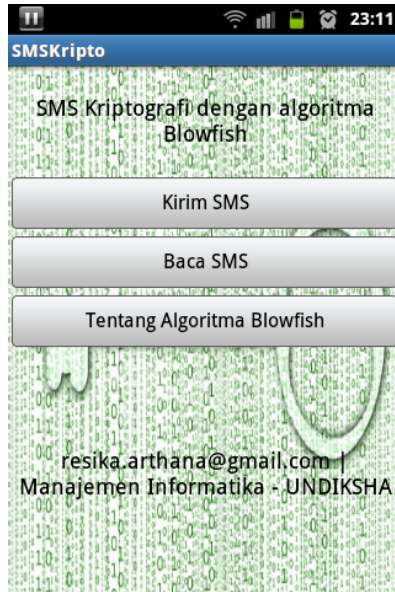 23:11
SMSKripto
SMS Kriptografi dengan algoritma
Blowfish
Kirim SMS
Baca SMS
Tentang Algoritma Blowfish
resika.arthana@gmail.com |
Manajemen Informatika - UNDIKSHA